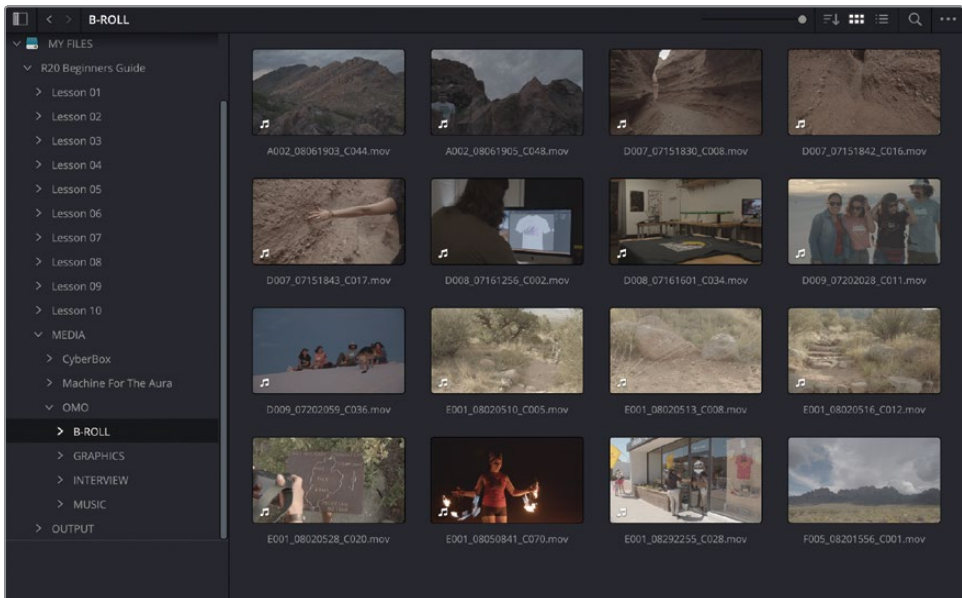 B-ROLL
MY FILES
R20 Beginners Guide
Lesson 01
Lesson 02
Lesson 03
Lesson 04
Lesson 05
Lesson 06
Lesson 07
Lesson 08
Lesson 09
Lesson 10
MEDIA
CyberBox
Machine For The Aura
OMO
B-ROLL
GRAPHICS
INTERVIEW
MUSIC
OUTPUT
A002_08061903_C044.mov
A002_08061905_C048.mov
D007_07151830_C008.mov
D007_07151842_C016.mov
D007_07151843_C017.mov
D008_07161256_C002.mov
D008_07161601_C034.mov
D009_07202028_C011.mov
D009_07202059_C036.mov
E001_08020510_C005.mov
E001_08020513_C008.mov
E001_08020516_C012.mov
E001_08020528_C020.mov
E001_08050841_C070.mov
E001_08292255_C028.mov
F005_08201556_C001.mov